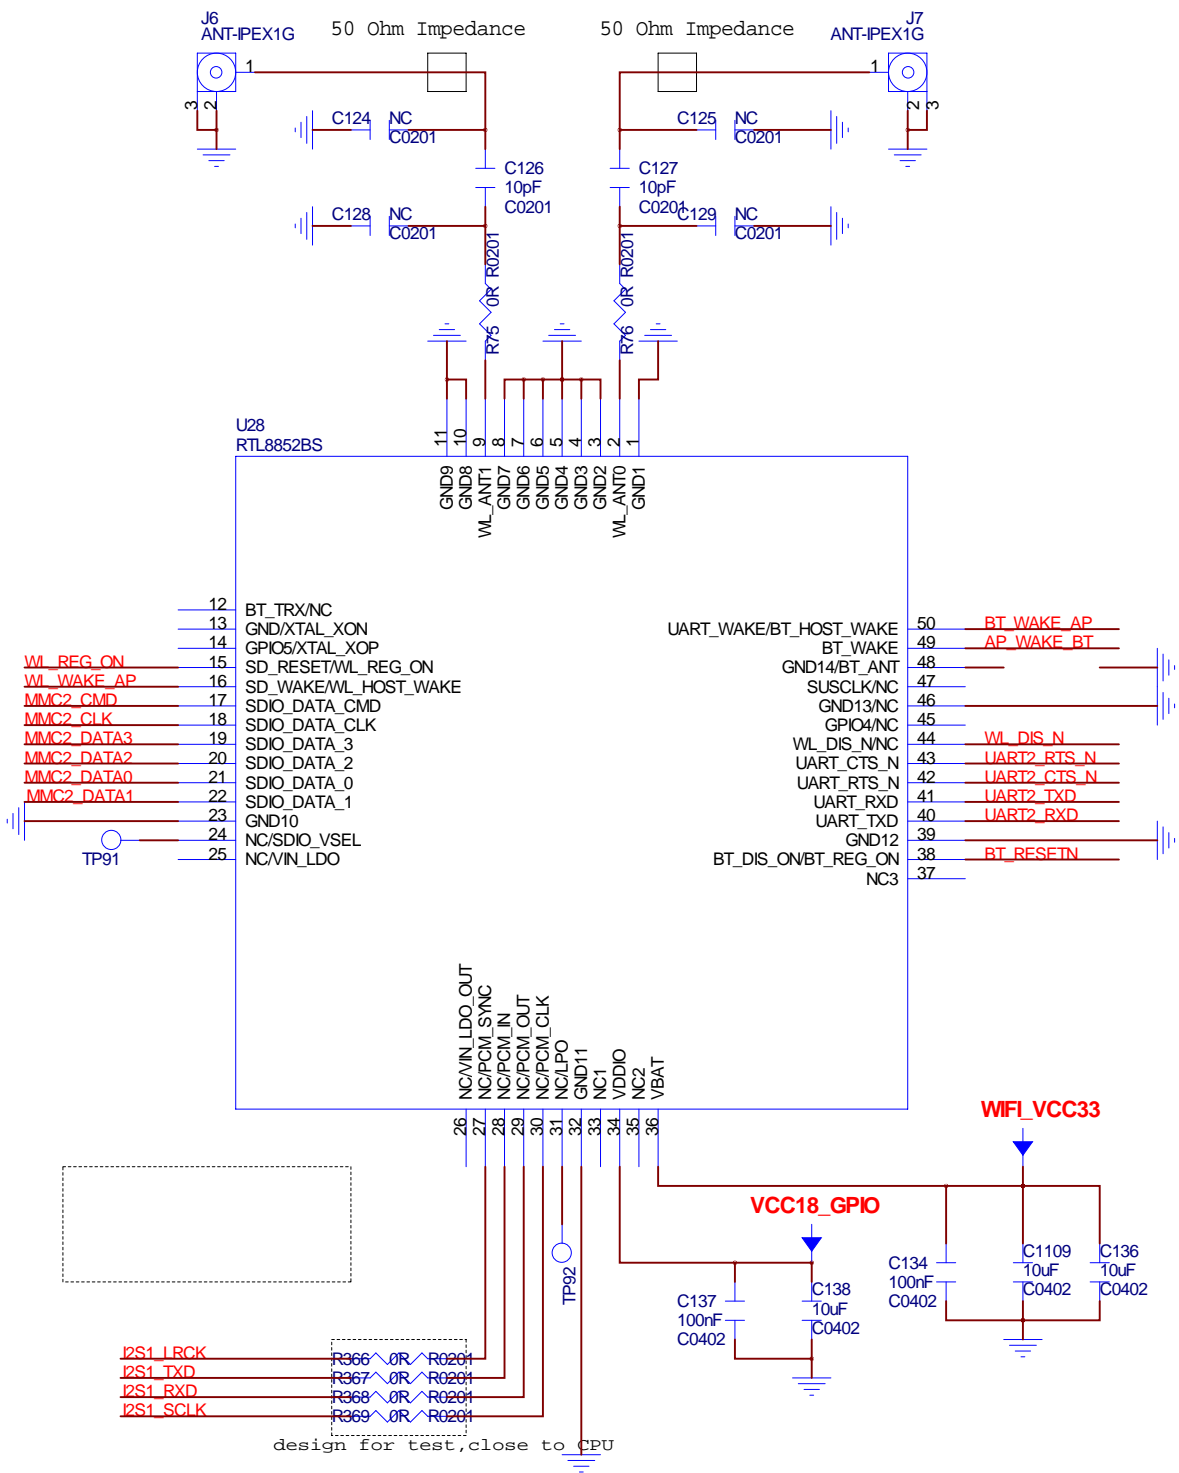 J6
ANT-IPEX1G
50 Ohm Impedance
50 Ohm Impedance
J7
ANT-IPEX1G
1
3
2
1
2
3
C124
NC
C0201
C125
NC
C0201
C126
10pF
C0201
C127
10pF
C0201
C128
NC
C0201
C129
NC
C0201
R75
0R
R0201
R76
0R
R0201
U28
RTL8852BS
11
10
9
8
7
6
5
4
3
2
1
GND9
GND8
WL_ANT1
GND7
GND6
GND5
GND4
GND3
GND2
WL_ANT0
GND1
12 BT_TRX/NC
13 GND/XTAL_XON
14 GPIO5/XTAL_XOP
WL_REG_ON 15 SD_RESET/WL_REG_ON
WL_WAKE_AP 16 SD_WAKE/WL_HOST_WAKE
MMC2_CMD 17 SDIO_DATA_CMD
MMC2_CLK 18 SDIO_DATA_CLK
MMC2_DATA3 19 SDIO_DATA_3
MMC2_DATA2 20 SDIO_DATA_2
MMC2_DATA0 21 SDIO_DATA_0
MMC2_DATA1 22 SDIO_DATA_1
23 GND10
24 NC/SDIO_VSEL
TP91
25 NC/VIN_LDO
UART_WAKE/BT_HOST_WAKE 50 BT_WAKE_AP
BT_WAKE 49 AP_WAKE_BT
GND14/BT_ANT 48
SUSCLK/NC 47
GND13/NC 46
GPIO4/NC 45
WL_DIS_N/NC 44 WL_DIS_N
UART_CTS_N 43 UART2_RTS_N
UART_RTS_N 42 UART2_CTS_N
UART_RXD 41 UART2_TXD
UART_TXD 40 UART2_RXD
GND12 39
BT_DIS_ON/BT_REG_ON 38 BT_RESETN
NC3 37
NC/VIN_LDO_OUT
NC/PCM_SYNC
NC/PCM_IN
NC/PCM_OUT
NC/PCM_CLK
NC/LPO
GND11
NC1
VDDIO
NC2
VBAT
26
27
28
29
30
31
32
33
34
35
36
WIFI_VCC33
VCC18_GPIO
TP92
C134
100nF
C0402
C1109
10uF
C0402
C136
10uF
C0402
C137
100nF
C0402
C138
10uF
C0402
I2S1_LRCK R366 0R R0201
I2S1_TXD R367 0R R0201
I2S1_RXD R368 0R R0201
I2S1_SCLK R369 0R R0201
design for test,close to CPU